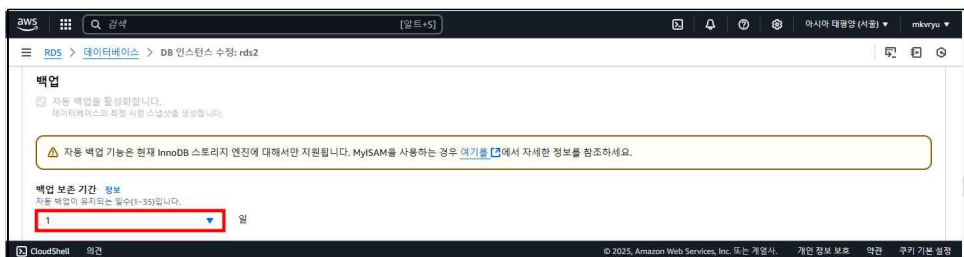 aws 검색 [알트+S] 아시아 태평양 (서울) ▼ mkvryu ▼
RDS > 데이터베이스 > DB 인스턴스 수정: rds2
백업
자동 백업을 활성화합니다.
데이터베이스의 특정 시점 스냅샷을 생성합니다.
자동 백업 기능은 현재 InnoDB 스토리지 엔진에 대해서만 지원됩니다. MyISAM을 사용하는 경우 여기를 에서 자세한 정보를 참조하세요.
백업 보존 기간 정보
자동 백업이 유지되는 일수(1~35)입니다.
1 ▼ 일
CloudShell 의견 © 2025, Amazon Web Services, Inc. 또는 계열사. 개인 정보 보호 약관 쿠키 기본 설정